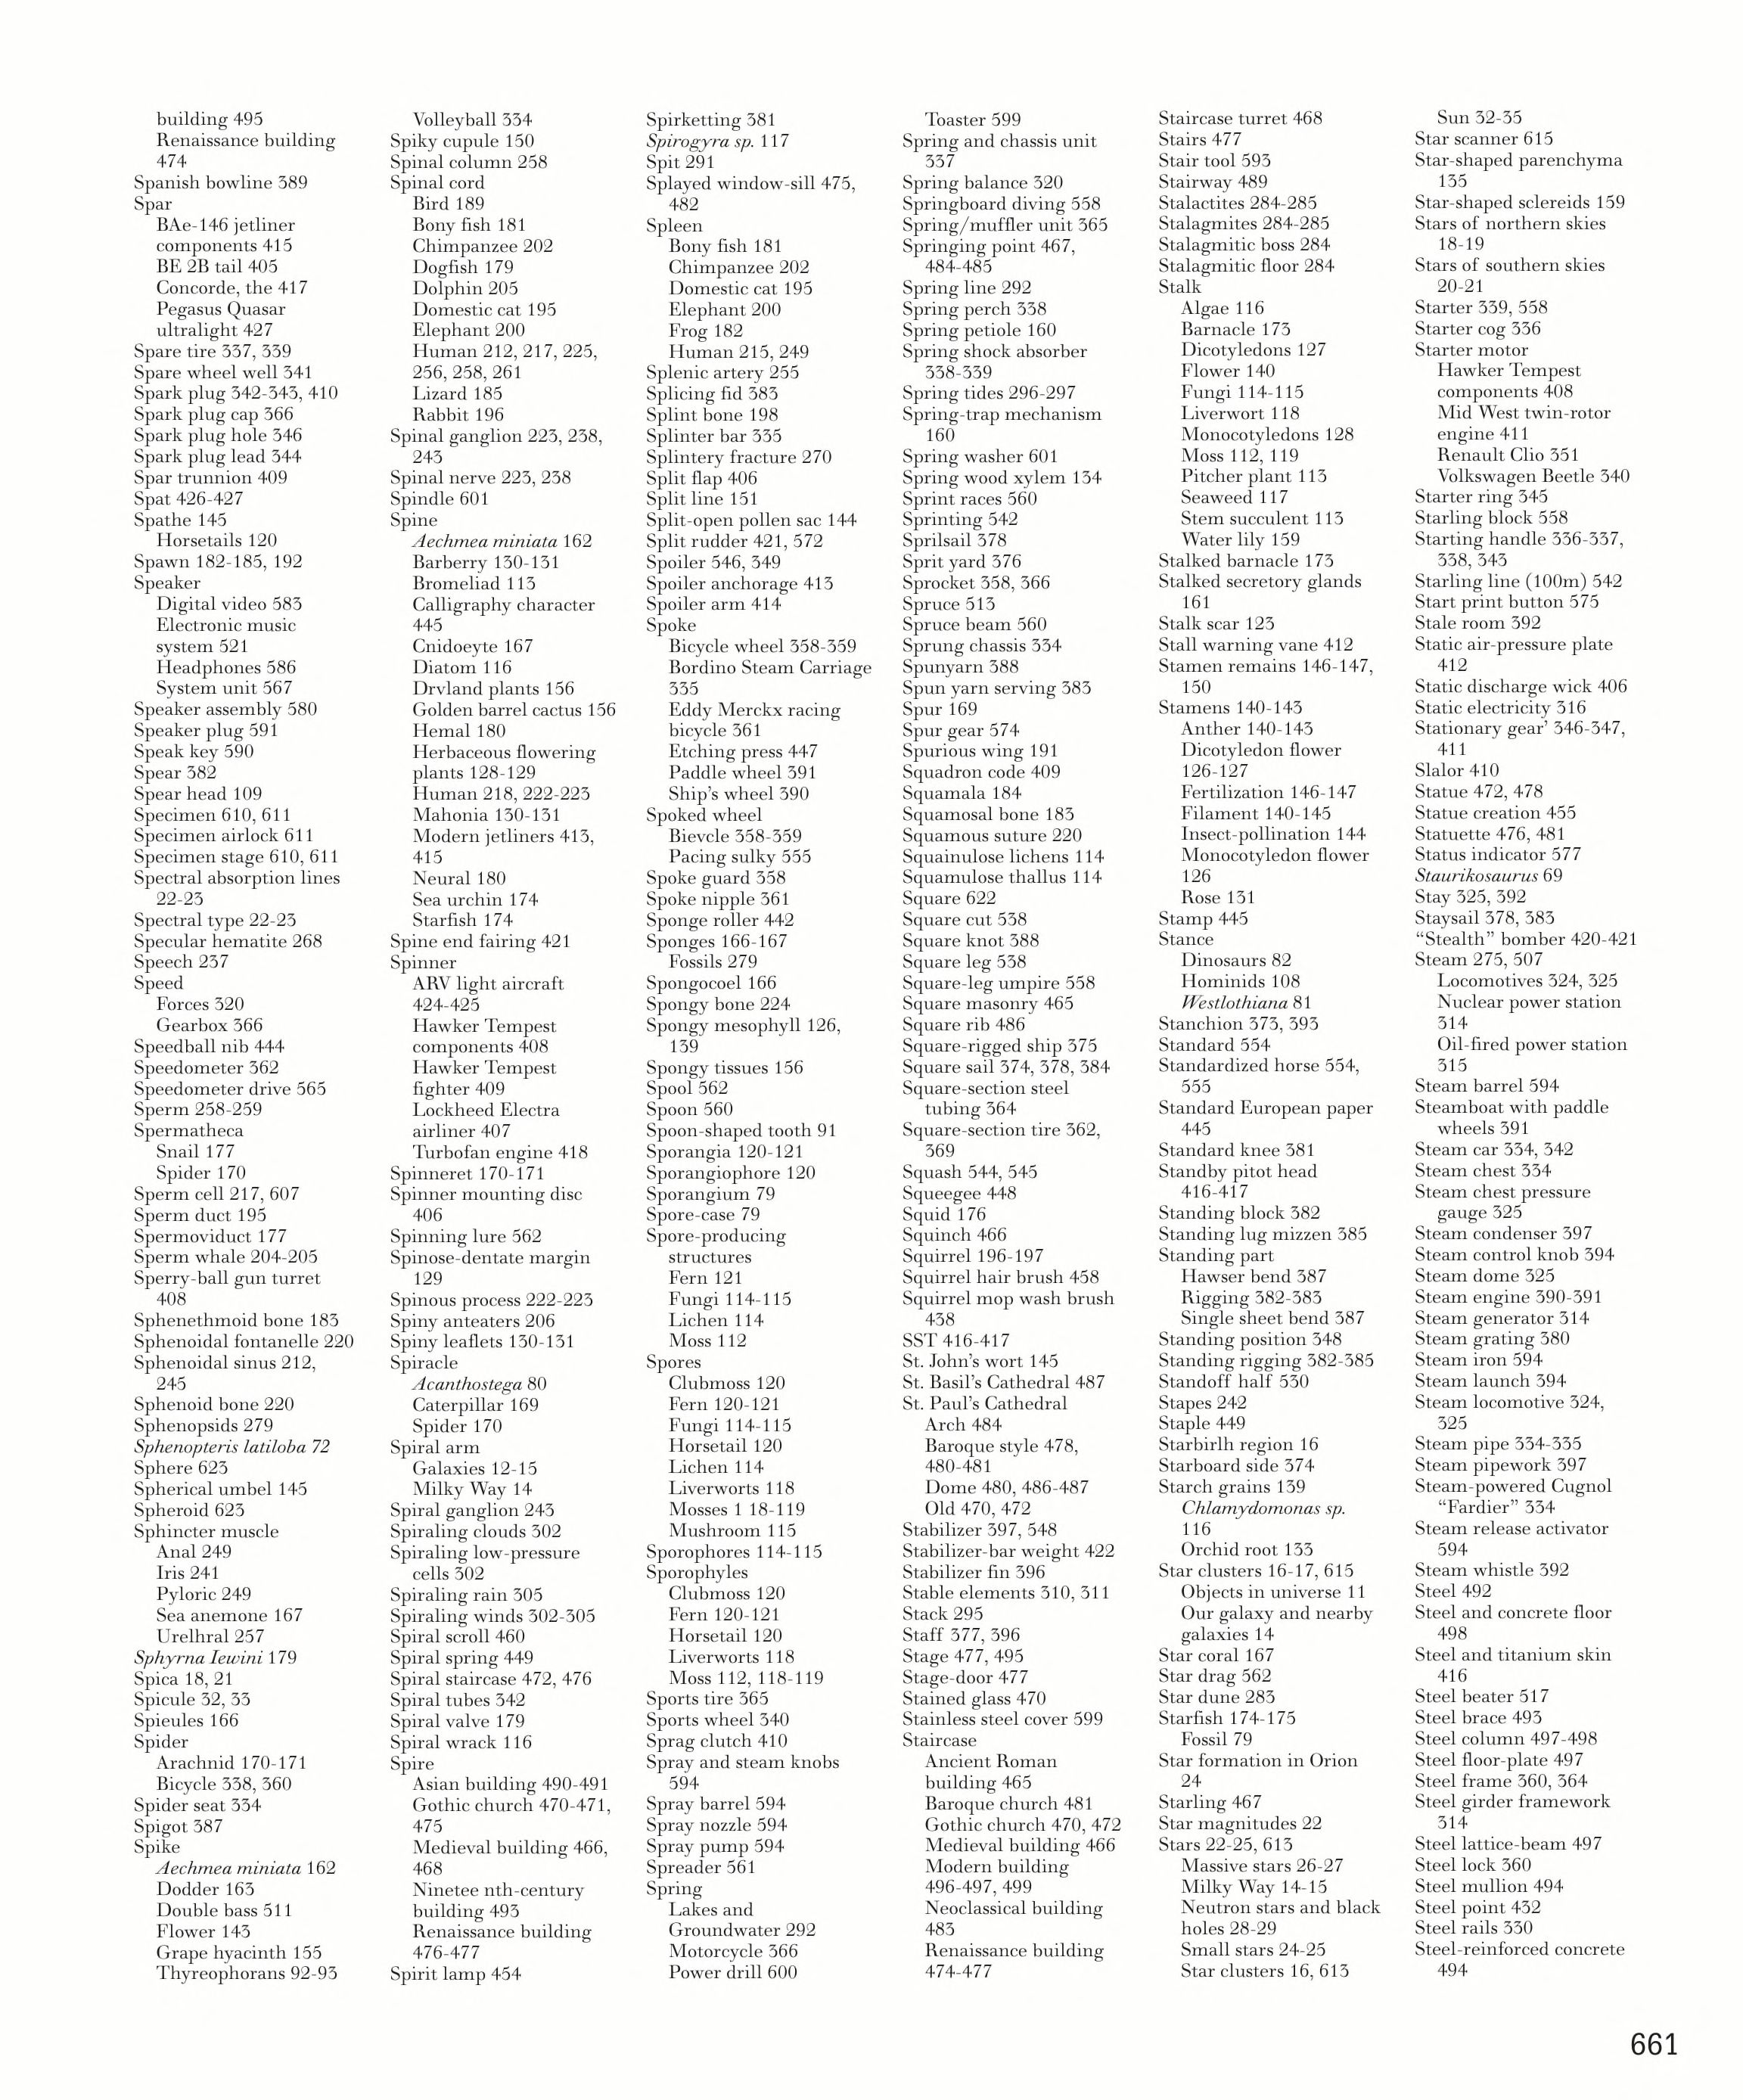 building 495
Renaissance building
474
Spanish bowline 389
Spar
BAe-146 jetliner
components 415
BE 2B tail 405
Concorde, the 417
Pegasus Quasar
ultralight 427
Spare tire 337, 339
Spare wheel well 341
Spark plug 342-343, 410
Spark plug cap 366
Spark plug hole 346
Spark plug lead 344
Spar trunnion 409
Spat 426-427
Spathe 145
Horsetails 120
Spawn 182-185, 192
Speaker
Digital video 583
Electronic music
system 521
Headphones 586
System unit 567
Speaker assembly 580
Speaker plug 591
Speak key 590
Spear 382
Spear head 109
Specimen 610, 611
Specimen airlock 611
Specimen stage 610, 611
Spectral absorption lines
22-23
Spectral type 22-23
Specular hematite 268
Speech 237
Speed
Forces 320
Gearbox 366
Speedball nib 444
Speedometer 362
Speedometer drive 565
Sperm 258-259
Spermatheca
Snail 177
Spider 170
Sperm cell 217, 607
Sperm duct 195
Spermoviduct 177
Sperm whale 204-205
Sperry-ball gun turret
408
Sphenethmoid bone 183
Sphenoidal fontanelle 220
Sphenoidal sinus 212,
245
Sphenoid bone 220
Sphenopsids 279
Sphenopteris latiloba 72
Sphere 623
Spherical umbel 145
Spheroid 623
Sphincter muscle
Anal 249
Iris 241
Pyloric 249
Sea anemone 167
Urelhral 257
Sphyrna Iewini 179
Spica 18, 21
Spicule 32, 33
Spieules 166
Spider
Arachnid 170-171
Bicycle 338, 360
Spider seat 334
Spigot 387
Spike
Aechmea miniata 162
Dodder 163
Double bass 511
Flower 143
Grape hyacinth 155
Thyreophorans 92-93
Volleyball 334
Spiky cupule 150
Spinal column 258
Spinal cord
Bird 189
Bony fish 181
Chimpanzee 202
Dogfish 179
Dolphin 205
Domestic cat 195
Elephant 200
Human 212, 217, 225,
256, 258, 261
Lizard 185
Rabbit 196
Spinal ganglion 223, 238,
243
Spinal nerve 223, 238
Spindle 601
Spine
Aechmea miniata 162
Barberry 130-131
Bromeliad 113
Calligraphy character
445
Cnidoeyte 167
Diatom 116
Drvland plants 156
Golden barrel cactus 156
Hemal 180
Herbaceous flowering
plants 128-129
Human 218, 222-223
Mahonia 130-131
Modern jetliners 413,
415
Neural 180
Sea urchin 174
Starfish 174
Spine end fairing 421
Spinner
ARV light aircraft
424-425
Hawker Tempest
components 408
Hawker Tempest
fighter 409
Lockheed Electra
airliner 407
Turbofan engine 418
Spinneret 170-171
Spinner mounting disc
406
Spinning lure 562
Spinose-dentate margin
129
Spinous process 222-223
Spiny anteaters 206
Spiny leaflets 130-131
Spiracle
Acanthostega 80
Caterpillar 169
Spider 170
Spiral arm
Galaxies 12-15
Milky Way 14
Spiral ganglion 243
Spiraling clouds 302
Spiraling low-pressure
cells 302
Spiraling rain 305
Spiraling winds 302-305
Spiral scroll 460
Spiral spring 449
Spiral staircase 472, 476
Spiral tubes 342
Spiral valve 179
Spiral wrack 116
Spire
Asian building 490-491
Gothic church 470-471,
475
Medieval building 466,
468
Ninetee nth-century
building 493
Renaissance building
476-477
Spirit lamp 454
Spirketting 381
Spirogyra sp. 117
Spit 291
Splayed window-sill 475,
482
Spleen
Bony fish 181
Chimpanzee 202
Domestic cat 195
Elephant 200
Frog 182
Human 215, 249
Splenic artery 255
Splicing fid 383
Splint bone 198
Splinter bar 335
Splintery fracture 270
Split flap 406
Split line 151
Split-open pollen sac 144
Split rudder 421, 572
Spoiler 546, 349
Spoiler anchorage 413
Spoiler arm 414
Spoke
Bicycle wheel 358-359
Bordino Steam Carriage
335
Eddy Merckx racing
bicycle 361
Etching press 447
Paddle wheel 391
Ship's wheel 390
Spoked wheel
Bievcle 358-359
Pacing sulky 555
Spoke guard 358
Spoke nipple 361
Sponge roller 442
Sponges 166-167
Fossils 279
Spongocoel 166
Spongy bone 224
Spongy mesophyll 126,
139
Spongy tissues 156
Spool 562
Spoon 560
Spoon-shaped tooth 91
Sporangia 120-121
Sporangiophore 120
Sporangium 79
Spore-case 79
Spore-producing
structures
Fern 121
Fungi 114-115
Lichen 114
Moss 112
Spores
Clubmoss 120
Fern 120-121
Fungi 114-115
Horsetail 120
Lichen 114
Liverworts 118
Mosses 1 18-119
Mushroom 115
Sporophores 114-115
Sporophyles
Clubmoss 120
Fern 120-121
Horsetail 120
Liverworts 118
Moss 112, 118-119
Sports tire 365
Sports wheel 340
Sprag clutch 410
Spray and steam knobs
594
Spray barrel 594
Spray nozzle 594
Spray pump 594
Spreader 561
Spring
Lakes and
Groundwater 292
Motorcycle 366
Power drill 600
Toaster 599
Spring and chassis unit
337
Spring balance 320
Springboard diving 558
Spring/muffler unit 365
Springing point 467,
484-485
Spring line 292
Spring perch 338
Spring petiole 160
Spring shock absorber
338-339
Spring tides 296-297
Spring-trap mechanism
160
Spring washer 601
Spring wood xylem 134
Sprint races 560
Sprinting 542
Sprilsail 378
Sprit yard 376
Sprocket 358, 366
Spruce 513
Spruce beam 560
Sprung chassis 334
Spunyarn 388
Spun yarn serving 383
Spur 169
Spur gear 574
Spurious wing 191
Squadron code 409
Squamala 184
Squamosal bone 183
Squamous suture 220
Squainulose lichens 114
Squamulose thallus 114
Square 622
Square cut 538
Square knot 388
Square leg 538
Square-leg umpire 558
Square masonry 465
Square rib 486
Square-rigged ship 375
Square sail 374, 378, 384
Square-section steel
tubing 364
Square-section tire 362,
369
Squash 544, 545
Squeegee 448
Squid 176
Squinch 466
Squirrel 196-197
Squirrel hair brush 458
Squirrel mop wash brush
438
SST 416-417
St. John's wort 145
St. Basil's Cathedral 487
St. Paul's Cathedral
Arch 484
Baroque style 478,
480-481
Dome 480, 486-487
Old 470, 472
Stabilizer 397, 548
Stabilizer-bar weight 422
Stabilizer fin 396
Stable elements 310, 311
Stack 295
Staff 377, 396
Stage 477, 495
Stage-door 477
Stained glass 470
Stainless steel cover 599
Staircase
Ancient Roman
building 465
Baroque church 481
Gothic church 470, 472
Medieval building 466
Modern building
496-497, 499
Neoclassical building
483
Renaissance building
474-477
Staircase turret 468
Stairs 477
Stair tool 593
Stairway 489
Stalactites 284-285
Stalagmites 284-285
Stalagmitic boss 284
Stalagmitic floor 284
Stalk
Algae 116
Barnacle 173
Dicotyledons 127
Flower 140
Fungi 114-115
Liverwort 118
Monocotyledons 128
Moss 112, 119
Pitcher plant 113
Seaweed 117
Stem succulent 113
Water lily 159
Stalked barnacle 173
Stalked secretory glands
161
Stalk scar 123
Stall warning vane 412
Stamen remains 146-147,
150
Stamens 140-143
Anther 140-143
Dicotyledon flower
126-127
Fertilization 146-147
Filament 140-145
Insect-pollination 144
Monocotyledon flower
126
Rose 131
Stamp 445
Stance
Dinosaurs 82
Hominids 108
Westlothiana 81
Stanchion 373, 393
Standard 554
Standardized horse 554,
555
Standard European paper
445
Standard knee 381
Standby pitot head
416-417
Standing block 382
Standing lug mizzen 385
Standing part
Hawser bend 387
Rigging 382-383
Single sheet bend 387
Standing position 348
Standing rigging 382-385
Standoff half 530
Stapes 242
Staple 449
Starbirlh region 16
Starboard side 374
Starch grains 139
Chlamydomonas sp.
116
Orchid root 133
Star clusters 16-17, 615
Objects in universe 11
Our galaxy and nearby
galaxies 14
Star coral 167
Star drag 562
Star dune 283
Starfish 174-175
Fossil 79
Star formation in Orion
24
Starling 467
Star magnitudes 22
Stars 22-25, 613
Massive stars 26-27
Milky Way 14-15
Neutron stars and black
holes 28-29
Small stars 24-25
Star clusters 16, 613
Sun 32-35
Star scanner 615
Star-shaped parenchyma
135
Star-shaped sclereids 159
Stars of northern skies
18-19
Stars of southern skies
20-21
Starter 339, 558
Starter cog 336
Starter motor
Hawker Tempest
components 408
Mid West twin-rotor
engine 411
Renault Clio 351
Volkswagen Beetle 340
Starter ring 345
Starling block 558
Starting handle 336-337,
338, 343
Starling line (100m) 542
Start print button 575
Stale room 392
Static air-pressure plate
412
Static discharge wick 406
Static electricity 316
Stationary gear' 346-347,
411
Slalor 410
Statue 472, 478
Statue creation 455
Statuette 476, 481
Status indicator 577
Staurikosaurus 69
Stay 325, 392
Staysail 378, 383
“Stealth” bomber 420-421
Steam 275, 507
Locomotives 324, 325
Nuclear power station
314
Oil-fired power station
315
Steam barrel 594
Steamboat with paddle
wheels 391
Steam car 334, 342
Steam chest 334
Steam chest pressure
gauge 325
Steam condenser 397
Steam control knob 394
Steam dome 325
Steam engine 390-391
Steam generator 314
Steam grating 380
Steam iron 594
Steam launch 394
Steam locomotive 324,
325
Steam pipe 334-335
Steam pipework 397
Steam-powered Cugnol
“Fardier” 334
Steam release activator
594
Steam whistle 392
Steel 492
Steel and concrete floor
498
Steel and titanium skin
416
Steel beater 517
Steel brace 493
Steel column 497-498
Steel floor-plate 497
Steel frame 360, 364
Steel girder framework
314
Steel lattice-beam 497
Steel lock 360
Steel mullion 494
Steel point 432
Steel rails 330
Steel-reinforced concrete
494
661